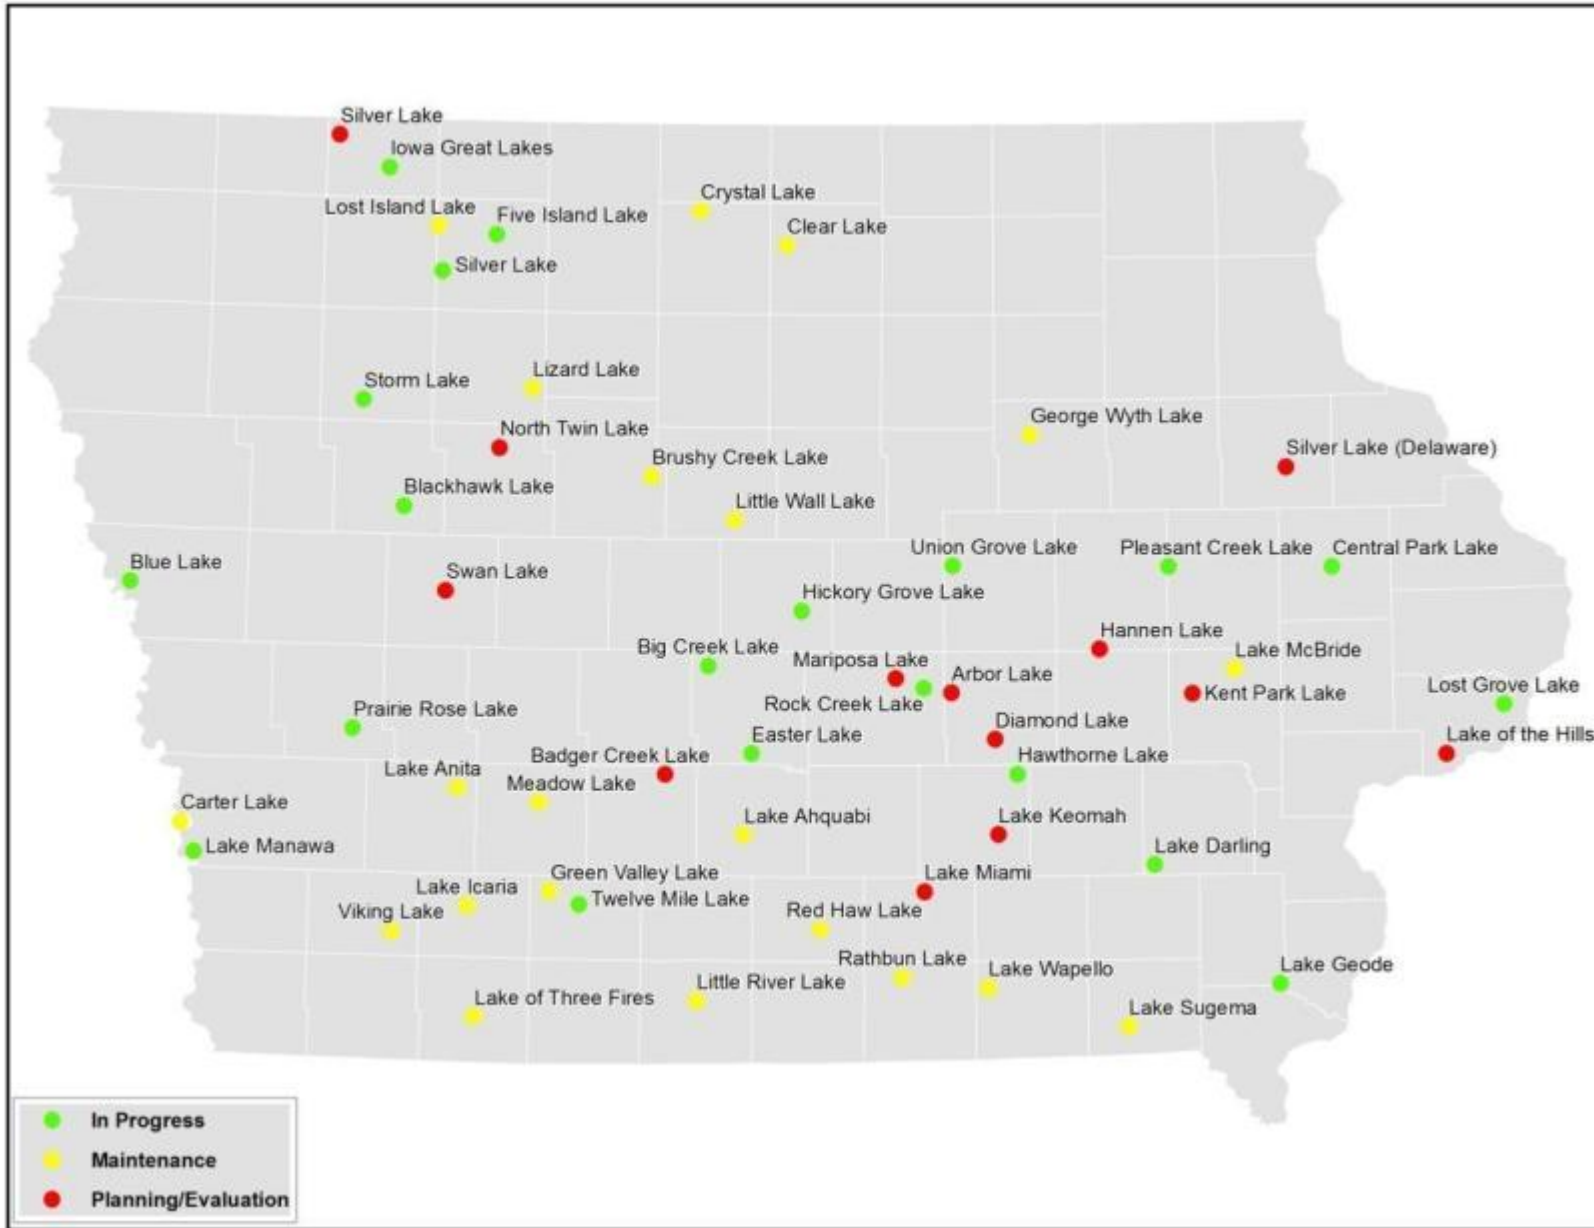 Silver Lake
Iowa Great Lakes
Crystal Lake
Lost Island Lake
Five Island Lake
Clear Lake
Silver Lake
Lizard Lake
Storm Lake
George Wyth Lake
North Twin Lake
Silver Lake (Delaware)
Brushy Creek Lake
Blackhawk Lake
Little Wall Lake
Union Grove Lake
Pleasant Creek Lake
Central Park Lake
Blue Lake
Swan Lake
Hickory Grove Lake
Hannen Lake
Big Creek Lake
Lake McBride
Mariposa Lake
Arbor Lake
Lost Grove Lake
Kent Park Lake
Rock Creek Lake
Prairie Rose Lake
Diamond Lake
Easter Lake
Lake of the Hills
Badger Creek Lake
Hawthorne Lake
Lake Anita
Meadow Lake
Carter Lake
Lake Ahquabi
Lake Keomah
Lake Manawa
Lake Darling
Green Valley Lake
Lake Miami
Lake Icaria
Twelve Mile Lake
Viking Lake
Red Haw Lake
Rathbun Lake
Lake Geode
Lake Wapello
Little River Lake
Lake of Three Fires
Lake Sugema
In Progress
Maintenance
Planning/Evaluation